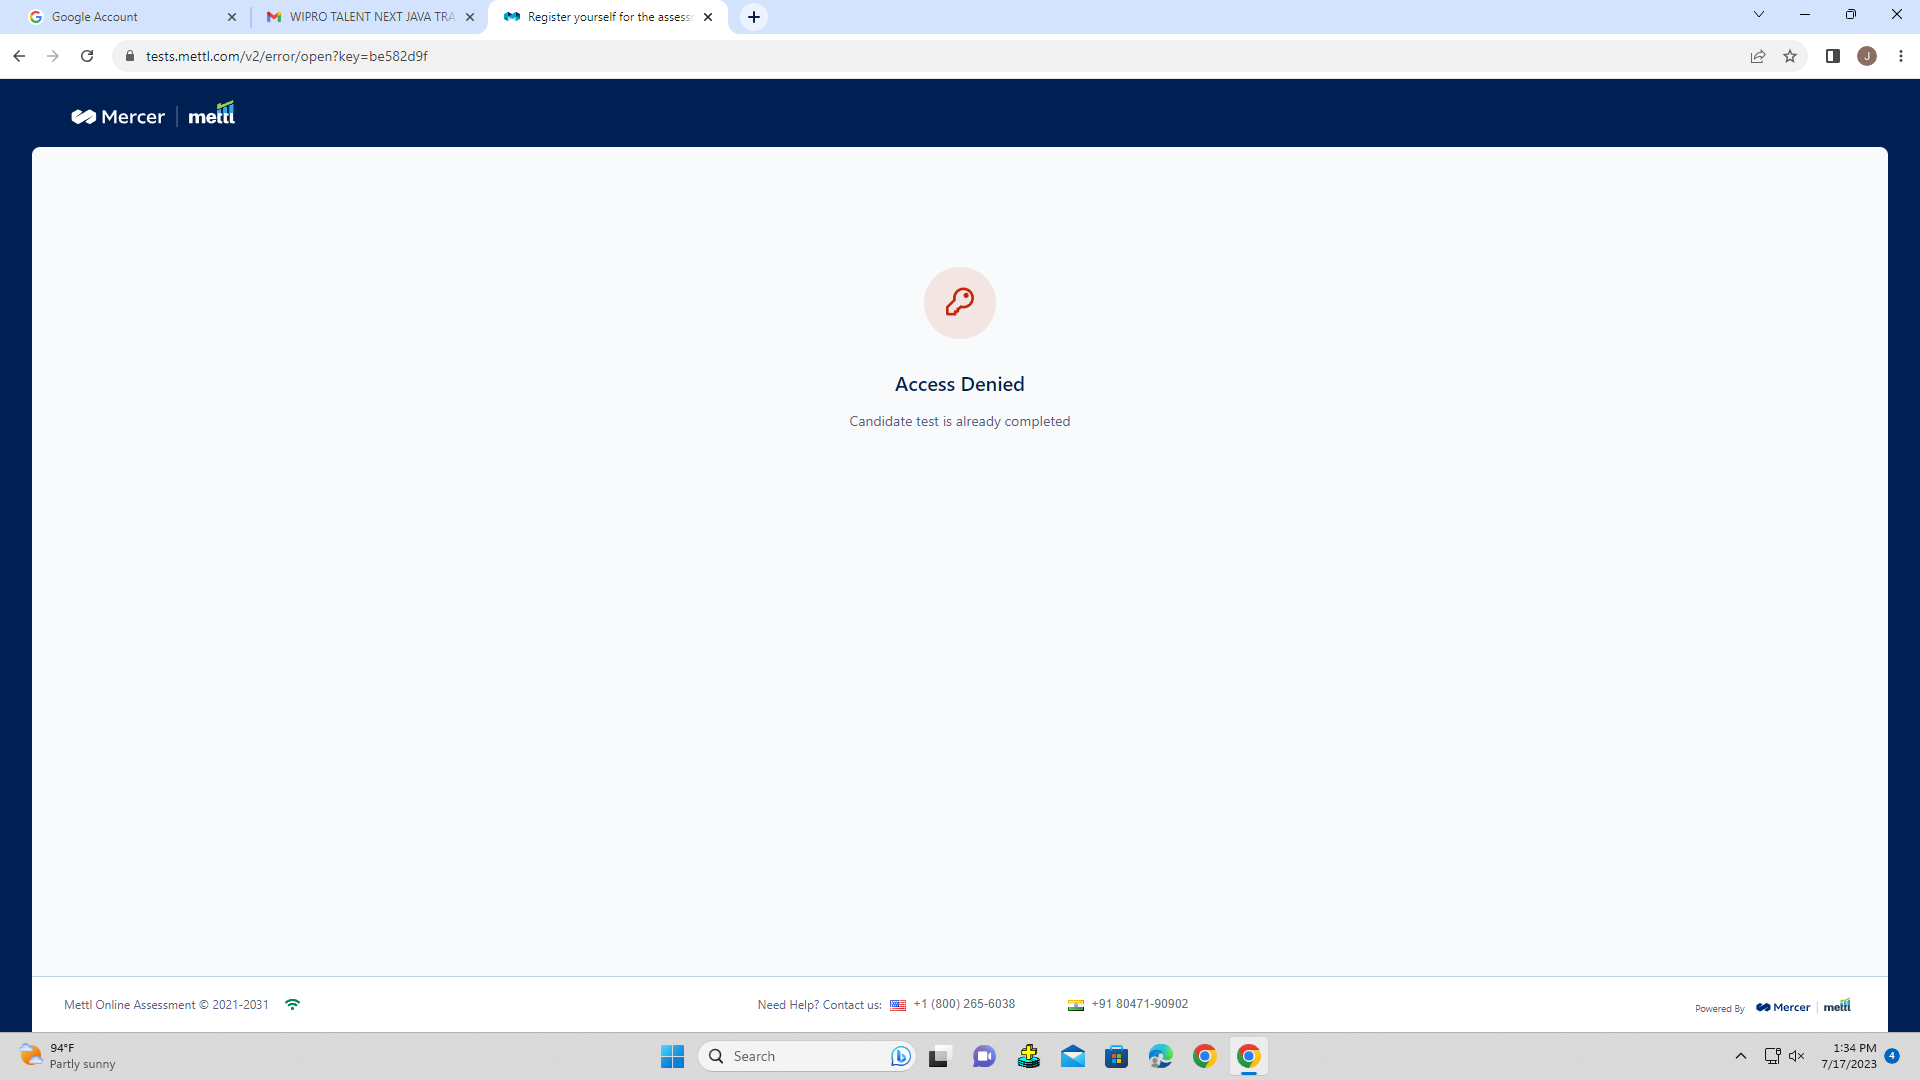 Google Account
WIPRO TALENT NEXT JAVA TRA
Register yourself for the assess
J
tests.mettl.com/v2/error/open?key=be582d9f
Mercer | mettl
Access Denied
Candidate test is already completed
Mettl Online Assessment © 2021-2031
Need Help? Contact us: +1 (800) 265-6038 +91 80471-90902
Powered By Mercer | mettl
94°F
Partly sunny
Search
1:34 PM
7/17/2023
4